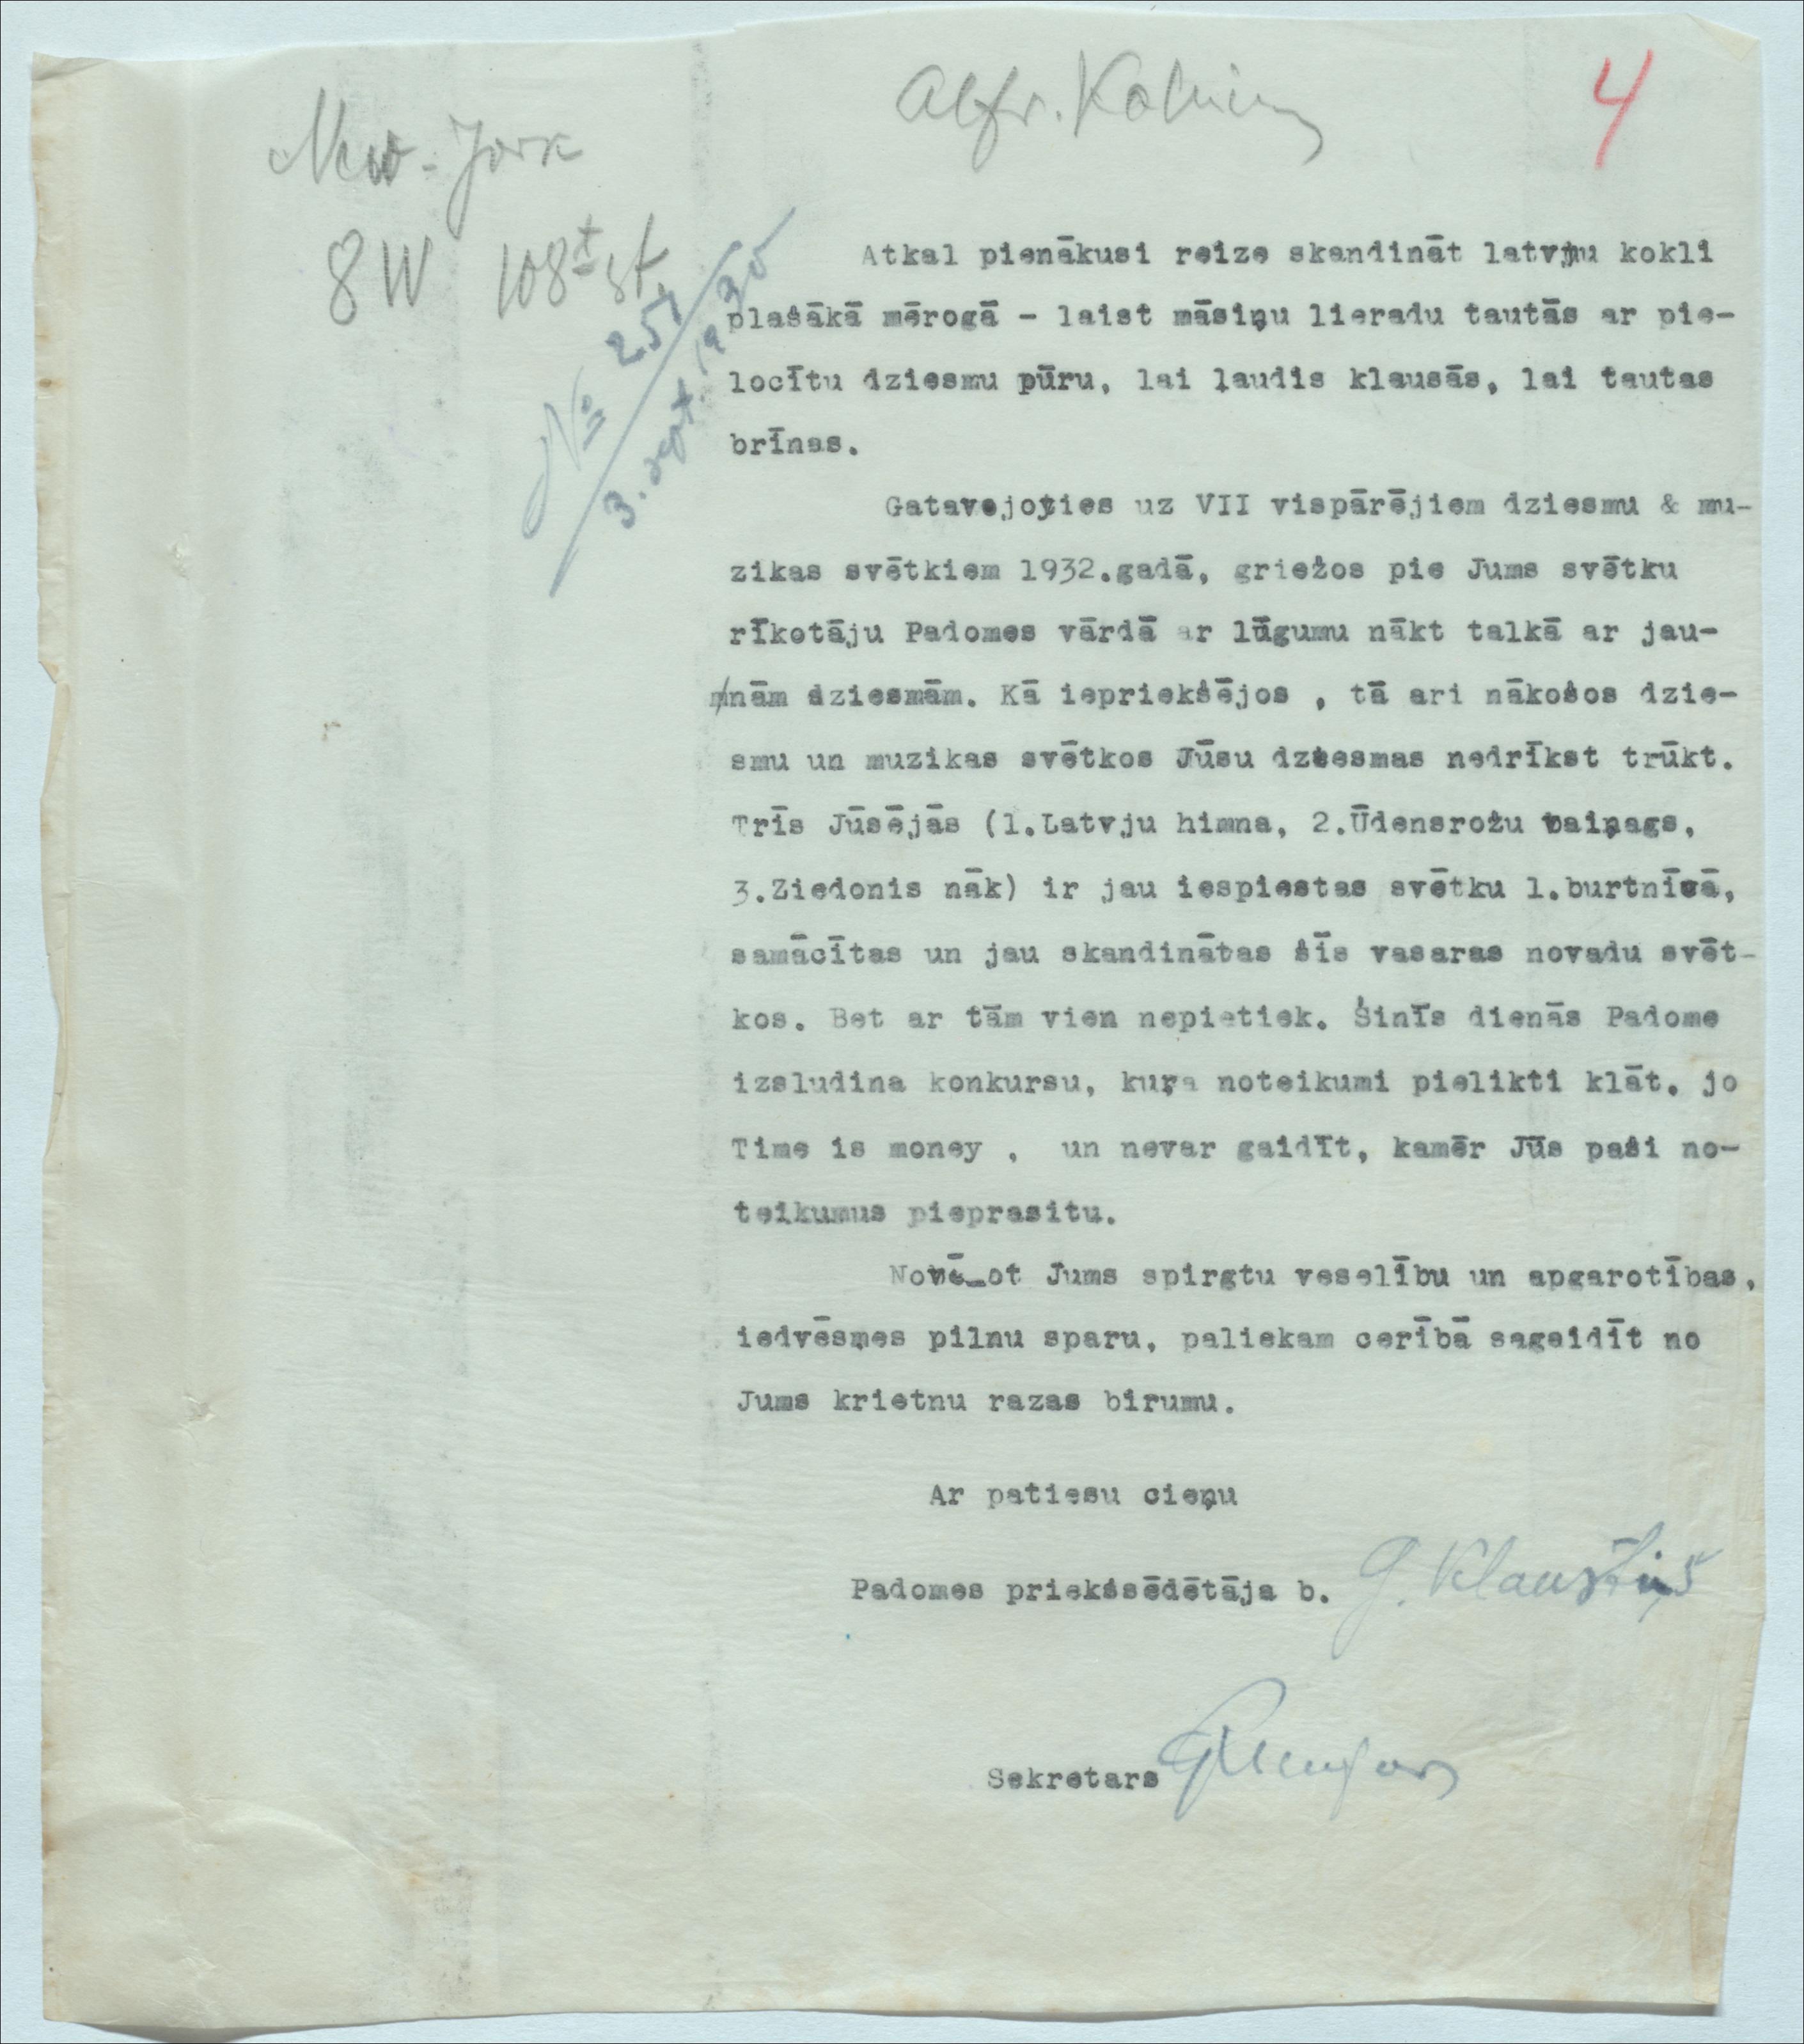 Alfr. Kalniņ
4
New-York
8 W 108t st.
№ 251
3. sept. 1930
Atkal pienākusi reize skandināt latvju kokli
plašākā mērogā - laist māsiņu lieradu tautās ar pie-
locītu dziesmu pūru, lai ļaudis klausās, lai tautas
brīnas.
Gatavejoties uz VII vispārējiem dziesmu & mu-
zikas svētkiem 1932.gadā, griežos pie Jums svētku
rīkotāju Padomes vārdā ar lūgumu nākt talkā ar jau-
nām dziesmām. Kā iepriekšējos , tā ari nākošos dzie-
smu un muzikas svētkos Jūsu dziesmas nedrīkst trūkt.
Trīs Jūsējās (1.Latvju himna, 2.Ūdensrožu vaiņags,
3.Ziedonis nāk) ir jau iespiestas svētku 1.burtnīcā,
samācītas un jau skandinātas šīs vasaras novadu svēt-
kos. Bet ar tām vien nepietiek. Šinīs dienās Padome
izsludina konkursu, kuŗa noteikumi pielikti klāt. jo
Time is money , un nevar gaidīt, kamēr Jūs paši no-
teikumus pieprasitu.
Novē_ot Jums spirgtu veselību un apgarotības,
iedvēsmes pilnu sparu, paliekam cerībā sagaidīt no
Jums krietnu razas birumu.
Ar patiesu cieņu
Padomes priekšsēdētāja b. G. Klaustiņš
Sekretars